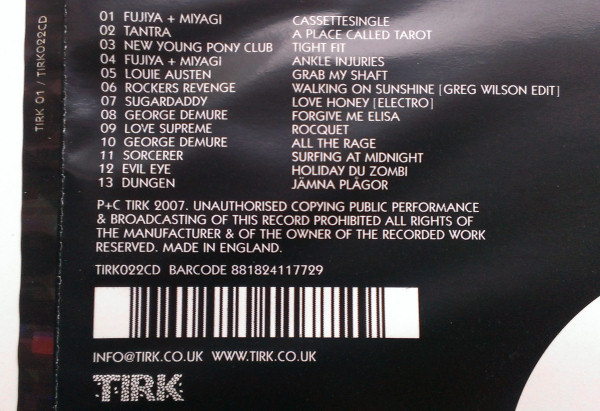 TIRK 01 / TIRK022CD
01 FUJIYA + MIYAGI CASSETTESINGLE
02 TANTRA A PLACE CALLED TAROT
03 NEW YOUNG PONY CLUB TIGHT FIT
04 FUJIYA + MIYAGI ANKLE INJURIES
05 LOUIE AUSTEN GRAB MY SHAFT
06 ROCKERS REVENGE WALKING ON SUNSHINE [GREG WILSON EDIT]
07 SUGARDADDY LOVE HONEY [ELECTRO]
08 GEORGE DEMURE FORGIVE ME ELISA
09 LOVE SUPREME ROCQUET
10 GEORGE DEMURE ALL THE RAGE
11 SORCERER SURFING AT MIDNIGHT
12 EVIL EYE HOLIDAY DU ZOMBI
13 DUNGEN JÄMNA PLÅGOR
P+C TIRK 2007. UNAUTHORISED COPYING PUBLIC PERFORMANCE
& BROADCASTING OF THIS RECORD PROHIBITED ALL RIGHTS OF
THE MANUFACTURER & OF THE OWNER OF THE RECORDED WORK
RESERVED. MADE IN ENGLAND.
TIRK022CD BARCODE 881824117729
INFO@TIRK.CO.UK WWW.TIRK.CO.UK
TIRK